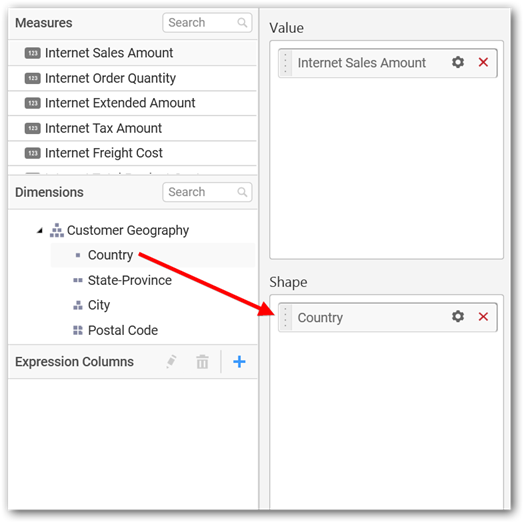 Measures
Search
123 Internet Sales Amount
123 Internet Order Quantity
123 Internet Extended Amount
123 Internet Tax Amount
123 Internet Freight Cost
Dimensions
Search
Customer Geography
Country
State-Province
City
Postal Code
Expression Columns
Value
Internet Sales Amount
Shape
Country